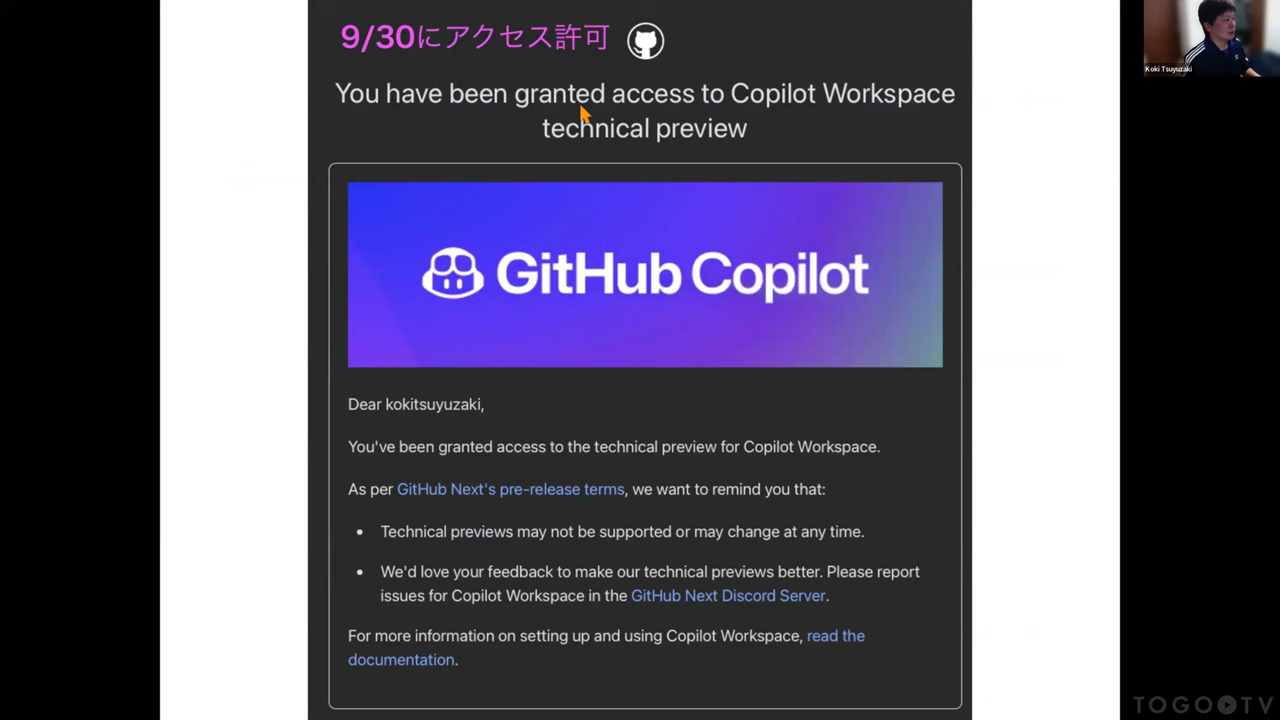 9/30にアクセス許可
You have been granted access to Copilot Workspace
technical preview
GitHub Copilot
Dear kokitsuyuzaki,
You've been granted access to the technical preview for Copilot Workspace.
As per GitHub Next's pre-release terms, we want to remind you that:
• Technical previews may not be supported or may change at any time.
• We'd love your feedback to make our technical previews better. Please report
issues for Copilot Workspace in the GitHub Next Discord Server.
For more information on setting up and using Copilot Workspace, read the
documentation.
Koki Tsuyuzaki
TOGO TV